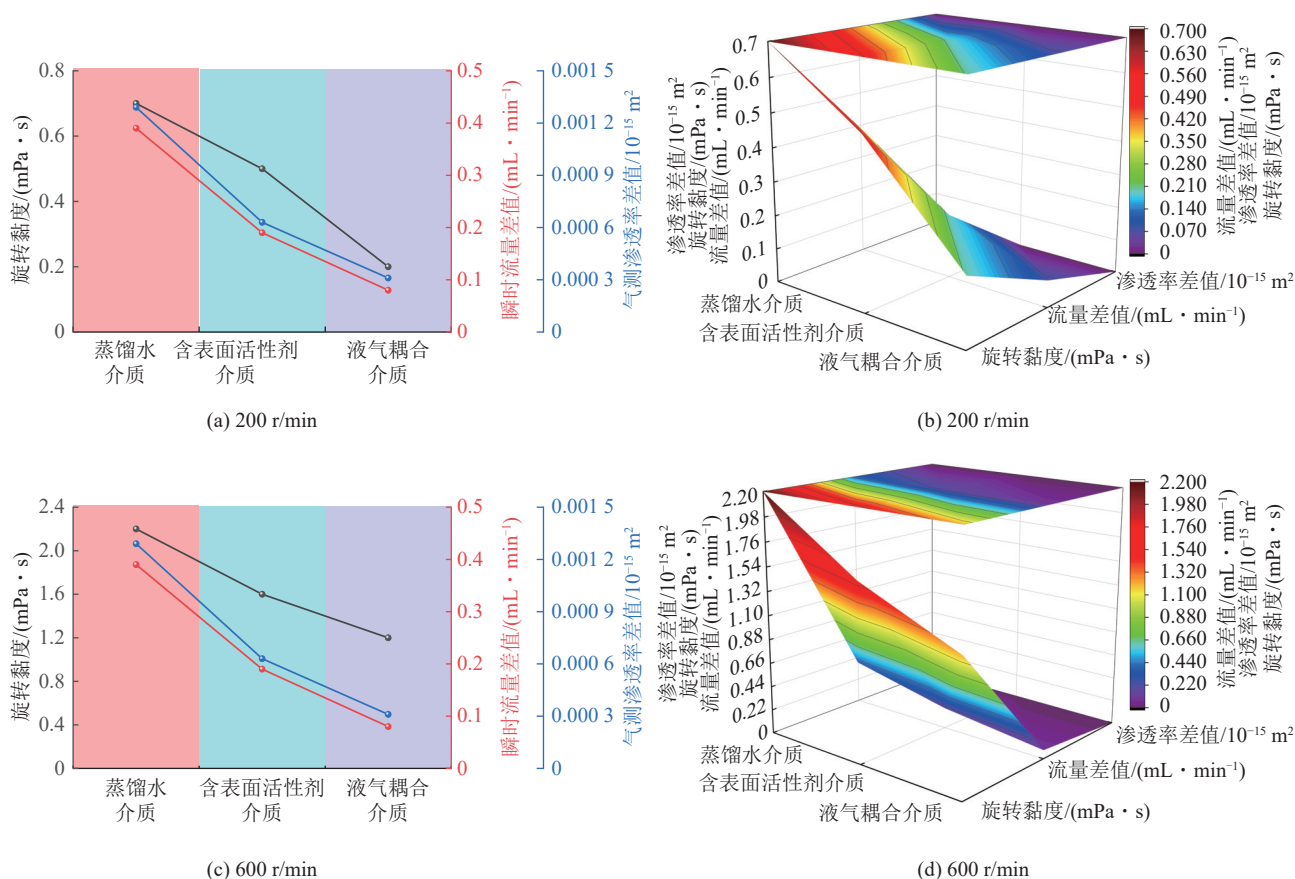 0.8
0.6
0.4
0.2
0
旋转黏度/(mPa・s)
0.5
0.4
0.3
0.2
0.1
0
瞬时流量差值/(mL・min⁻¹)
0.001 5
0.001 2
0.000 9
0.000 6
0.000 3
0
气测渗透率差值/10⁻¹⁵ m²
蒸馏水
介质
含表面活性剂
介质
液气耦合
介质
(a) 200 r/min
渗透率差值/10⁻¹⁵ m²
旋转黏度/(mPa・s)
流量差值/(mL・min⁻¹)
0.7
0.6
0.5
0.4
0.3
0.2
0.1
0
蒸馏水介质
含表面活性剂介质
液气耦合介质
渗透率差值/10⁻¹⁵ m²
流量差值/(mL・min⁻¹)
旋转黏度/(mPa・s)
0.700
0.630
0.560
0.490
0.420
0.350
0.280
0.210
0.140
0.070
0
流量差值/(mL・min⁻¹)
渗透率差值/10⁻¹⁵ m²
旋转黏度/(mPa・s)
(b) 200 r/min
2.4
2.0
1.6
1.2
0.8
0.4
0
旋转黏度/(mPa・s)
0.5
0.4
0.3
0.2
0.1
0
瞬时流量差值/(mL・min⁻¹)
0.001 5
0.001 2
0.000 9
0.000 6
0.000 3
0
气测渗透率差值/10⁻¹⁵ m²
蒸馏水
介质
含表面活性剂
介质
液气耦合
介质
(c) 600 r/min
渗透率差值/10⁻¹⁵ m²
旋转黏度/(mPa・s)
流量差值/(mL・min⁻¹)
2.20
1.98
1.76
1.54
1.32
1.10
0.88
0.66
0.44
0.22
0
蒸馏水介质
含表面活性剂介质
液气耦合介质
渗透率差值/10⁻¹⁵ m²
流量差值/(mL・min⁻¹)
旋转黏度/(mPa・s)
2.200
1.980
1.760
1.540
1.320
1.100
0.880
0.660
0.440
0.220
0
流量差值/(mL・min⁻¹)
渗透率差值/10⁻¹⁵ m²
旋转黏度/(mPa・s)
(d) 600 r/min